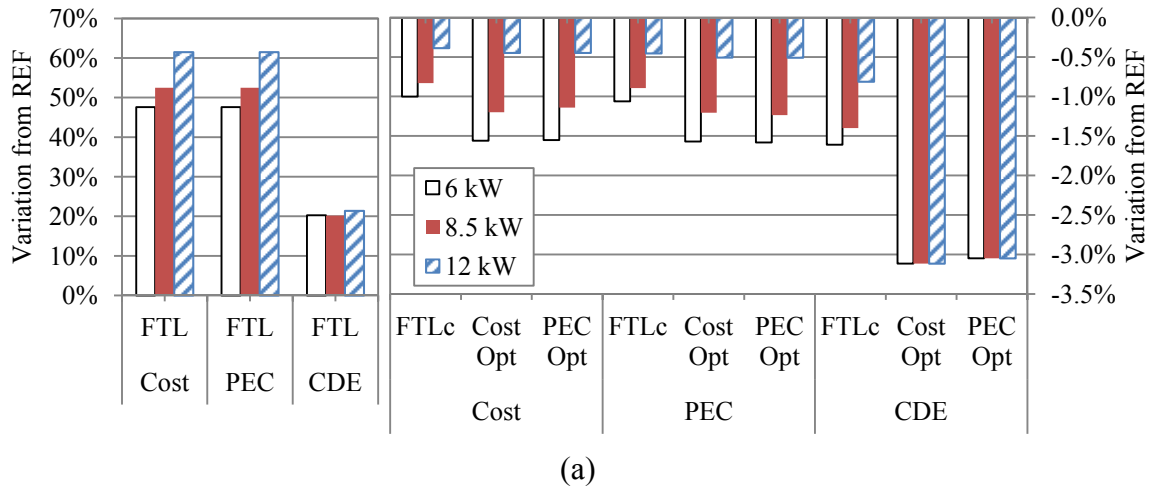 Variation from REF
70%
60%
50%
40%
30%
20%
10%
0%
FTL FTL FTL
Cost PEC CDE
6 kW
8.5 kW
12 kW
FTLc Cost Opt PEC Opt FTLc Cost Opt PEC Opt FTLc Cost Opt PEC Opt
Cost PEC CDE
0.0%
-0.5%
-1.0%
-1.5%
-2.0%
-2.5%
-3.0%
-3.5%
Variation from REF
(a)